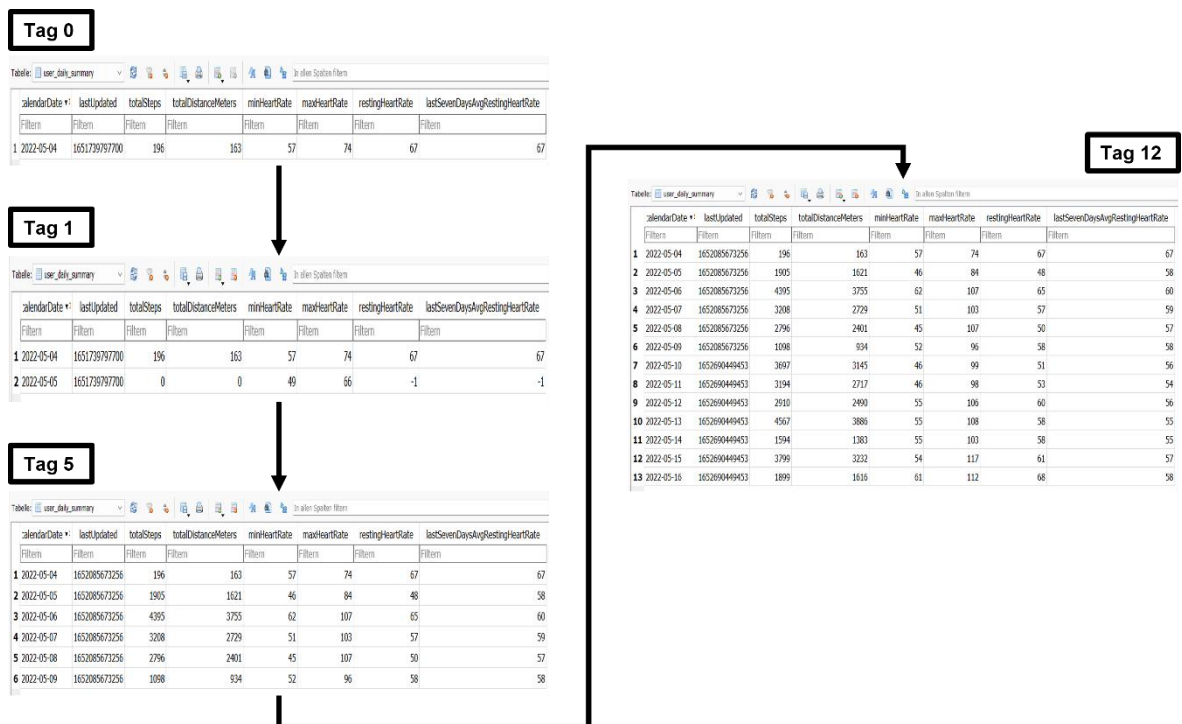 Tag 0
Tabelle: user_daily_summary In allen Spalten filtern
calendarDate lastUpdated totalSteps totalDistanceMeters minHeartRate maxHeartRate restingHeartRate lastSevenDaysAvgRestingHeartRate
Filtern Filtern Filtern Filtern Filtern Filtern Filtern Filtern
1 2022-05-04 1651739797700 196 163 57 74 67 67
Tag 1
Tabelle: user_daily_summary In allen Spalten filtern
calendarDate lastUpdated totalSteps totalDistanceMeters minHeartRate maxHeartRate restingHeartRate lastSevenDaysAvgRestingHeartRate
Filtern Filtern Filtern Filtern Filtern Filtern Filtern Filtern
1 2022-05-04 1651739797700 196 163 57 74 67 67
2 2022-05-05 1651739797700 0 0 49 66 -1 -1
Tag 5
Tabelle: user_daily_summary In allen Spalten filtern
calendarDate lastUpdated totalSteps totalDistanceMeters minHeartRate maxHeartRate restingHeartRate lastSevenDaysAvgRestingHeartRate
Filtern Filtern Filtern Filtern Filtern Filtern Filtern Filtern
1 2022-05-04 1652085673256 196 163 57 74 67 67
2 2022-05-05 1652085673256 1905 1621 46 84 48 58
3 2022-05-06 1652085673256 4395 3755 62 107 65 60
4 2022-05-07 1652085673256 3208 2729 51 103 57 59
5 2022-05-08 1652085673256 2796 2401 45 107 50 57
6 2022-05-09 1652085673256 1098 934 52 96 58 58
Tag 12
Tabelle: user_daily_summary In allen Spalten filtern
calendarDate lastUpdated totalSteps totalDistanceMeters minHeartRate maxHeartRate restingHeartRate lastSevenDaysAvgRestingHeartRate
Filtern Filtern Filtern Filtern Filtern Filtern Filtern Filtern
1 2022-05-04 1652085673256 196 163 57 74 67 67
2 2022-05-05 1652085673256 1905 1621 46 84 48 58
3 2022-05-06 1652085673256 4395 3755 62 107 65 60
4 2022-05-07 1652085673256 3208 2729 51 103 57 59
5 2022-05-08 1652085673256 2796 2401 45 107 50 57
6 2022-05-09 1652085673256 1098 934 52 96 58 58
7 2022-05-10 1652690449453 3697 3145 46 99 51 56
8 2022-05-11 1652690449453 3194 2717 46 98 53 54
9 2022-05-12 1652690449453 2910 2490 55 106 60 56
10 2022-05-13 1652690449453 4567 3886 55 108 58 55
11 2022-05-14 1652690449453 1594 1383 55 103 58 55
12 2022-05-15 1652690449453 3799 3232 54 117 61 57
13 2022-05-16 1652690449453 1899 1616 61 112 68 58